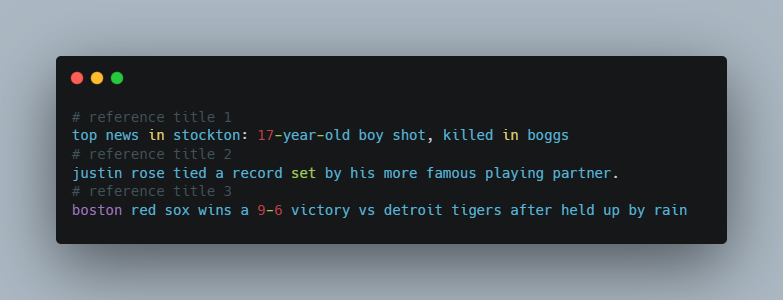 # reference title 1
top news in stockton: 17-year-old boy shot, killed in boggs
# reference title 2
justin rose tied a record set by his more famous playing partner.
# reference title 3
boston red sox wins a 9-6 victory vs detroit tigers after held up by rain